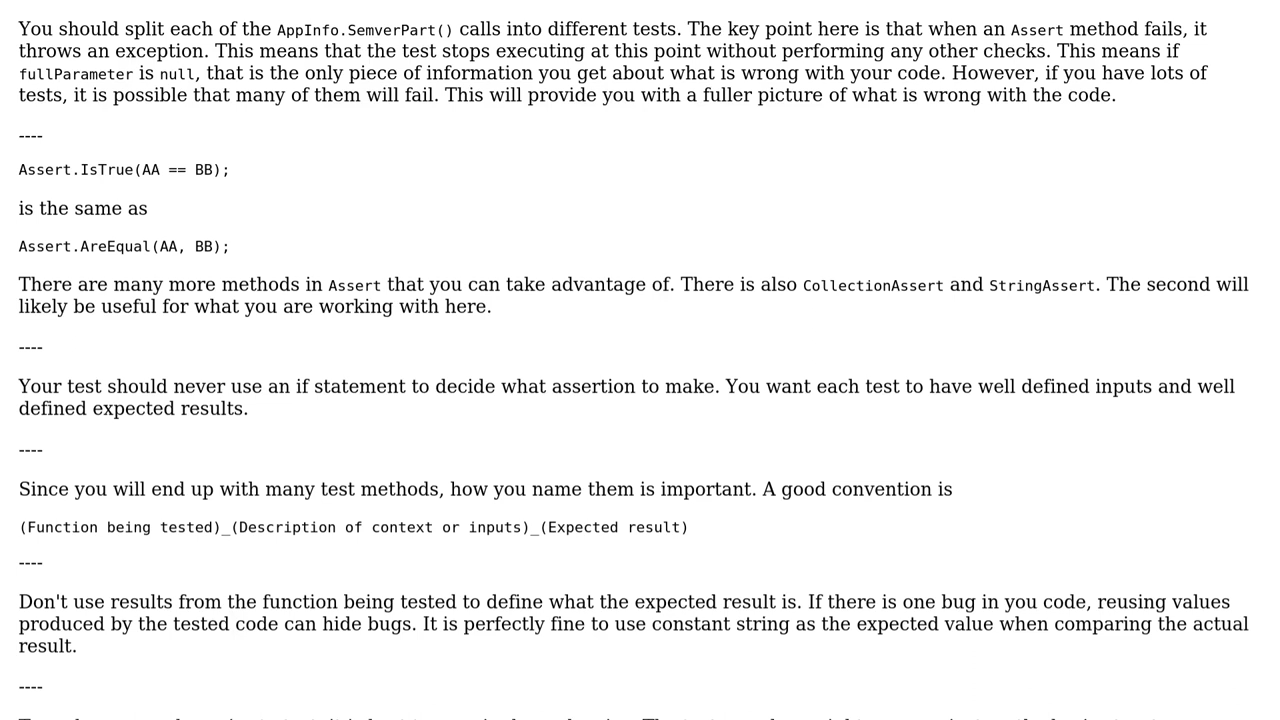 You should split each of the AppInfo.SemverPart() calls into different tests. The key point here is that when an Assert method fails, it
throws an exception. This means that the test stops executing at this point without performing any other checks. This means if
fullParameter is null, that is the only piece of information you get about what is wrong with your code. However, if you have lots of
tests, it is possible that many of them will fail. This will provide you with a fuller picture of what is wrong with the code.
----
Assert.IsTrue(AA == BB);
is the same as
Assert.AreEqual(AA, BB);
There are many more methods in Assert that you can take advantage of. There is also CollectionAssert and StringAssert. The second will
likely be useful for what you are working with here.
----
Your test should never use an if statement to decide what assertion to make. You want each test to have well defined inputs and well
defined expected results.
----
Since you will end up with many test methods, how you name them is important. A good convention is
(Function being tested)_(Description of context or inputs)_(Expected result)
----
Don't use results from the function being tested to define what the expected result is. If there is one bug in you code, reusing values
produced by the tested code can hide bugs. It is perfectly fine to use constant string as the expected value when comparing the actual
result.
----